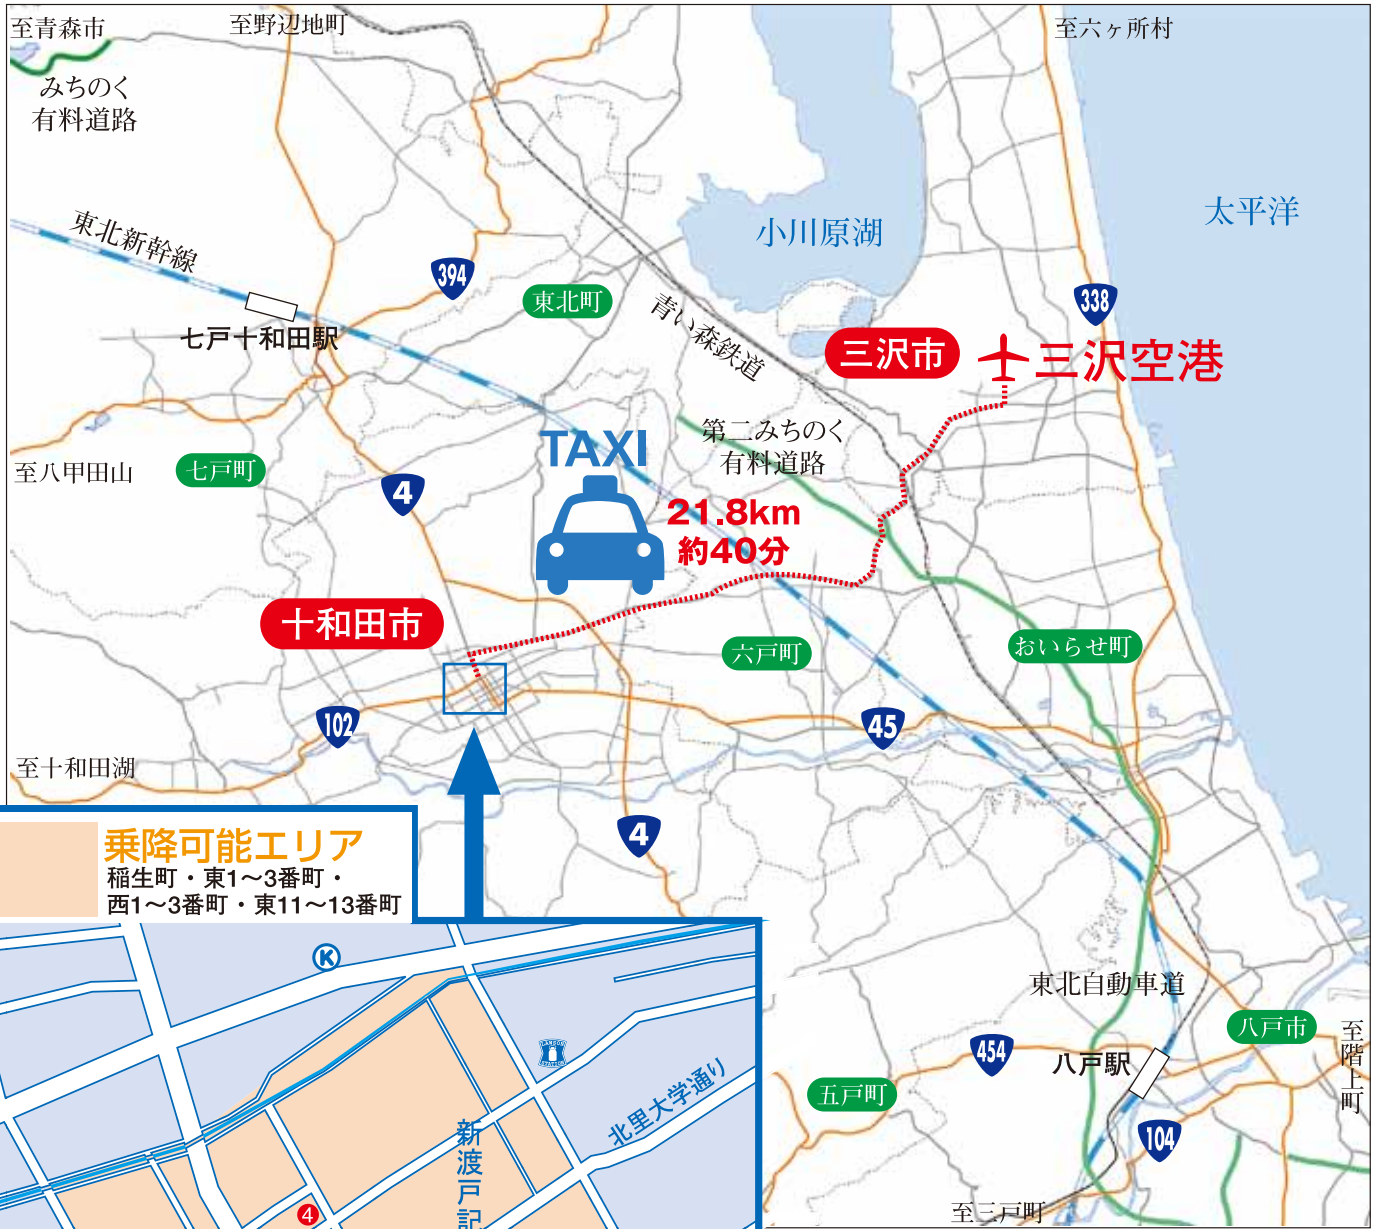 至青森市
至野辺地町
至六ヶ所村
みちのく
有料道路
東北新幹線
小川原湖
太平洋
394
東北町
338
青い森鉄道
七戸十和田駅
三沢市
三沢空港
TAXI
第二みちのく
有料道路
至八甲田山
七戸町
4
21.8km
約40分
十和田市
六戸町
おいらせ町
102
45
至十和田湖
4
乗降可能エリア
稲生町・東1〜3番町・
西1〜3番町・東11〜13番町
K
東北自動車道
八戸市
454
八戸駅
至階上町
五戸町
北里大学通り
新渡戸記
104
4
至三戸町